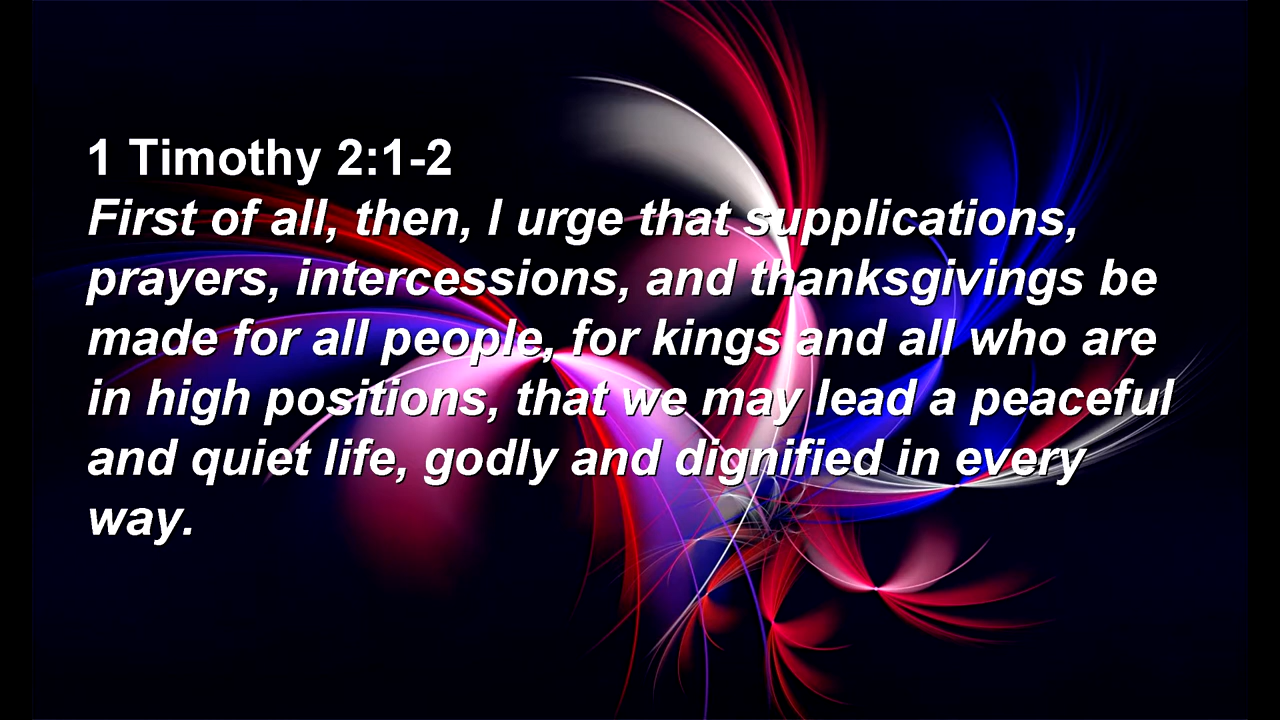 1 Timothy 2:1-2
First of all, then, I urge that supplications,
prayers, intercessions, and thanksgivings be
made for all people, for kings and all who are
in high positions, that we may lead a peaceful
and quiet life, godly and dignified in every
way.